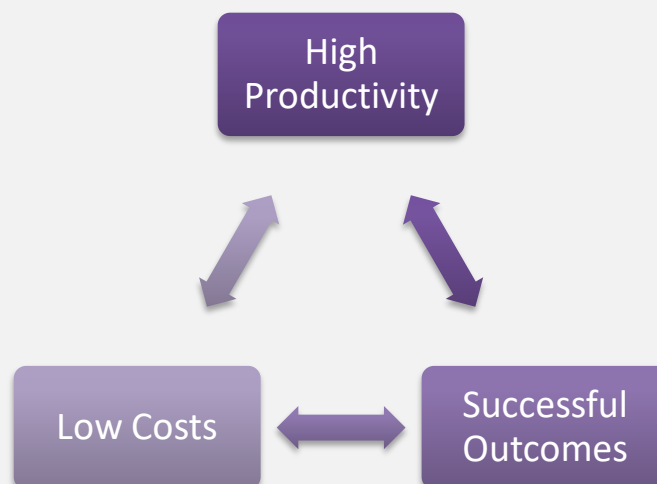 High
Productivity
Low Costs
Successful
Outcomes